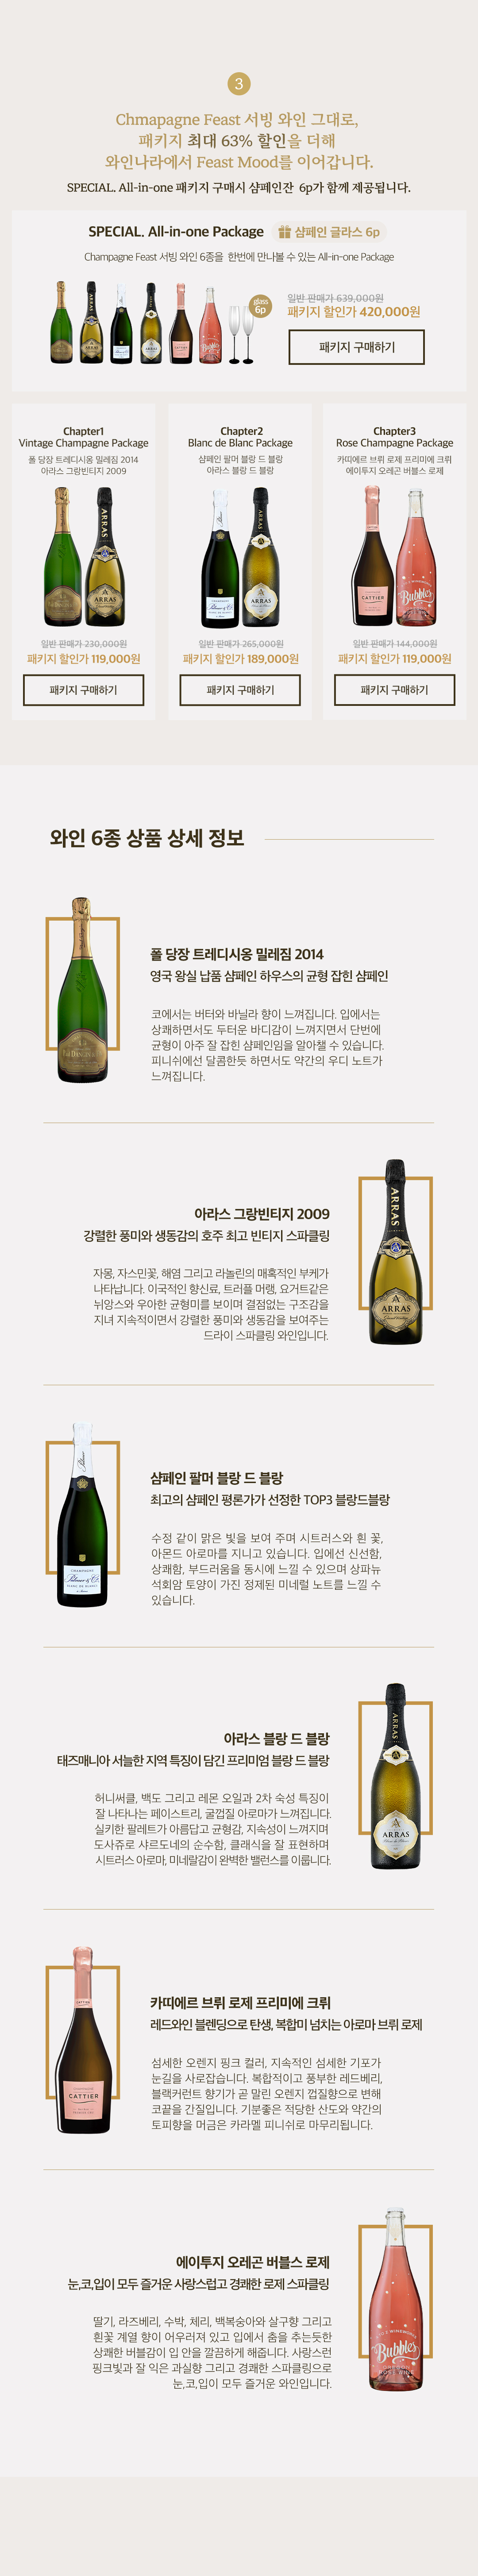 3
Chmapagne Feast 서빙 와인 그대로,
패키지 최대 63% 할인을 더해
와인나라에서 Feast Mood를 이어갑니다.
SPECIAL. All-in-one 패키지 구매시 샴페인잔 6p가 함께 제공됩니다.
SPECIAL. All-in-one Package 샴페인 글라스 6p
Champagne Feast 서빙 와인 6종을 한번에 만나볼 수 있는 All-in-one Package
glass
6p
일반 판매가 639,000원
패키지 할인가 420,000원
패키지 구매하기
Chapter1
Vintage Champagne Package
폴 당장 트레디시옹 밀레짐 2014
아라스 그랑빈티지 2009
ARRAS
ARRAS
일반 판매가 230,000원
패키지 할인가 119,000원
패키지 구매하기
Chapter2
Blanc de Blanc Package
샴페인 팔머 블랑 드 블랑
아라스 블랑 드 블랑
ARRAS
ARRAS
일반 판매가 265,000원
패키지 할인가 189,000원
패키지 구매하기
Chapter3
Rose Champagne Package
카띠에르 브뤼 로제 프리미에 크뤼
에이투지 오레곤 버블스 로제
CATTIER
Bubbles
일반 판매가 144,000원
패키지 할인가 119,000원
패키지 구매하기
와인 6종 상품 상세 정보
폴 당장 트레디시옹 밀레짐 2014
영국 왕실 납품 샴페인 하우스의 균형 잡힌 샴페인
코에서는 버터와 바닐라 향이 느껴집니다. 입에서는
상쾌하면서도 두터운 바디감이 느껴지면서 단번에
균형이 아주 잘 잡힌 샴페인임을 알아챌 수 있습니다.
피니쉬에선 달콤한듯 하면서도 약간의 우디 노트가
느껴집니다.
아라스 그랑빈티지 2009
강렬한 풍미와 생동감의 호주 최고 빈티지 스파클링
자몽, 자스민꽃, 해염 그리고 라놀린의 매혹적인 부케가
나타납니다. 이국적인 향신료, 트러플 머랭, 요거트같은
뉘앙스와 우아한 균형미를 보이며 결점없는 구조감을
지녀 지속적이면서 강렬한 풍미와 생동감을 보여주는
드라이 스파클링 와인입니다.
ARRAS
ARRAS
샴페인 팔머 블랑 드 블랑
최고의 샴페인 평론가가 선정한 TOP3 블랑드블랑
수정 같이 맑은 빛을 보여 주며 시트러스와 흰 꽃,
아몬드 아로마를 지니고 있습니다. 입에선 신선함,
상쾌함, 부드러움을 동시에 느낄 수 있으며 샹파뉴
석회암 토양이 가진 정제된 미네럴 노트를 느낄 수
있습니다.
CHAMPAGNE
Palmer & Co
BLANC DE BLANCS
아라스 블랑 드 블랑
태즈매니아 서늘한 지역 특징이 담긴 프리미엄 블랑 드 블랑
허니써클, 백도 그리고 레몬 오일과 2차 숙성 특징이
잘 나타나는 페이스트리, 굴껍질 아로마가 느껴집니다.
실키한 팔레트가 아름답고 균형감, 지속성이 느껴지며
도사쥬로 샤르도네의 순수함, 클래식을 잘 표현하며
시트러스 아로마, 미네랄감이 완벽한 밸런스를 이룹니다.
ARRAS
ARRAS
카띠에르 브뤼 로제 프리미에 크뤼
레드와인 블렌딩으로 탄생, 복합미 넘치는 아로마 브뤼 로제
섬세한 오렌지 핑크 컬러, 지속적인 섬세한 기포가
눈길을 사로잡습니다. 복합적이고 풍부한 레드베리,
블랙커런트 향기가 곧 말린 오렌지 껍질향으로 변해
코끝을 간질입니다. 기분좋은 적당한 산도와 약간의
토피향을 머금은 카라멜 피니쉬로 마무리됩니다.
CATTIER
에이투지 오레곤 버블스 로제
눈,코,입이 모두 즐거운 사랑스럽고 경쾌한 로제 스파클링
딸기, 라즈베리, 수박, 체리, 백복숭아와 살구향 그리고
흰꽃 계열 향이 어우러져 있고 입에서 춤을 추는듯한
상쾌한 버블감이 입 안을 깔끔하게 해줍니다. 사랑스런
핑크빛과 잘 익은 과실향 그리고 경쾌한 스파클링으로
눈,코,입이 모두 즐거운 와인입니다.
Bubbles